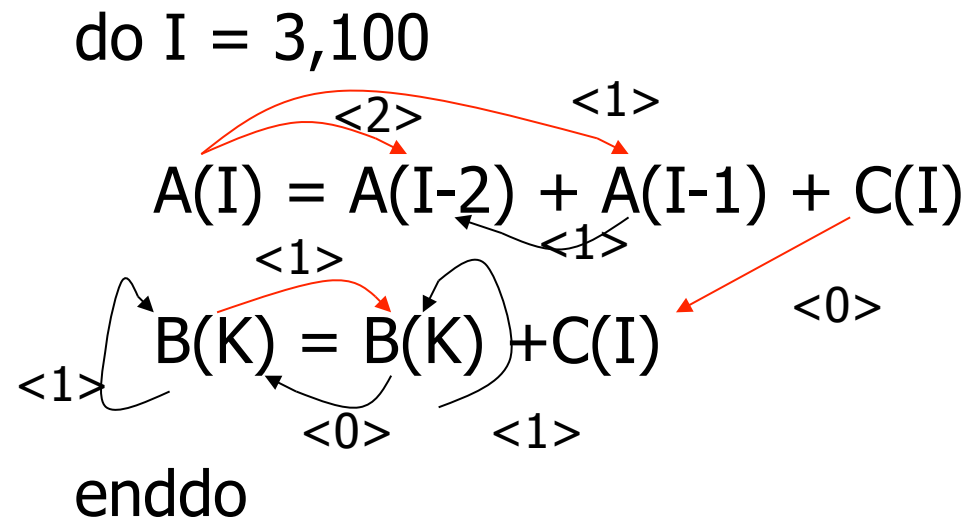 do I = 3,100
<2> <1>
A(I) = A(I-2) + A(I-1) + C(I)
<1> <1> <0>
B(K) = B(K) +C(I)
<1> <0> <1>
enddo